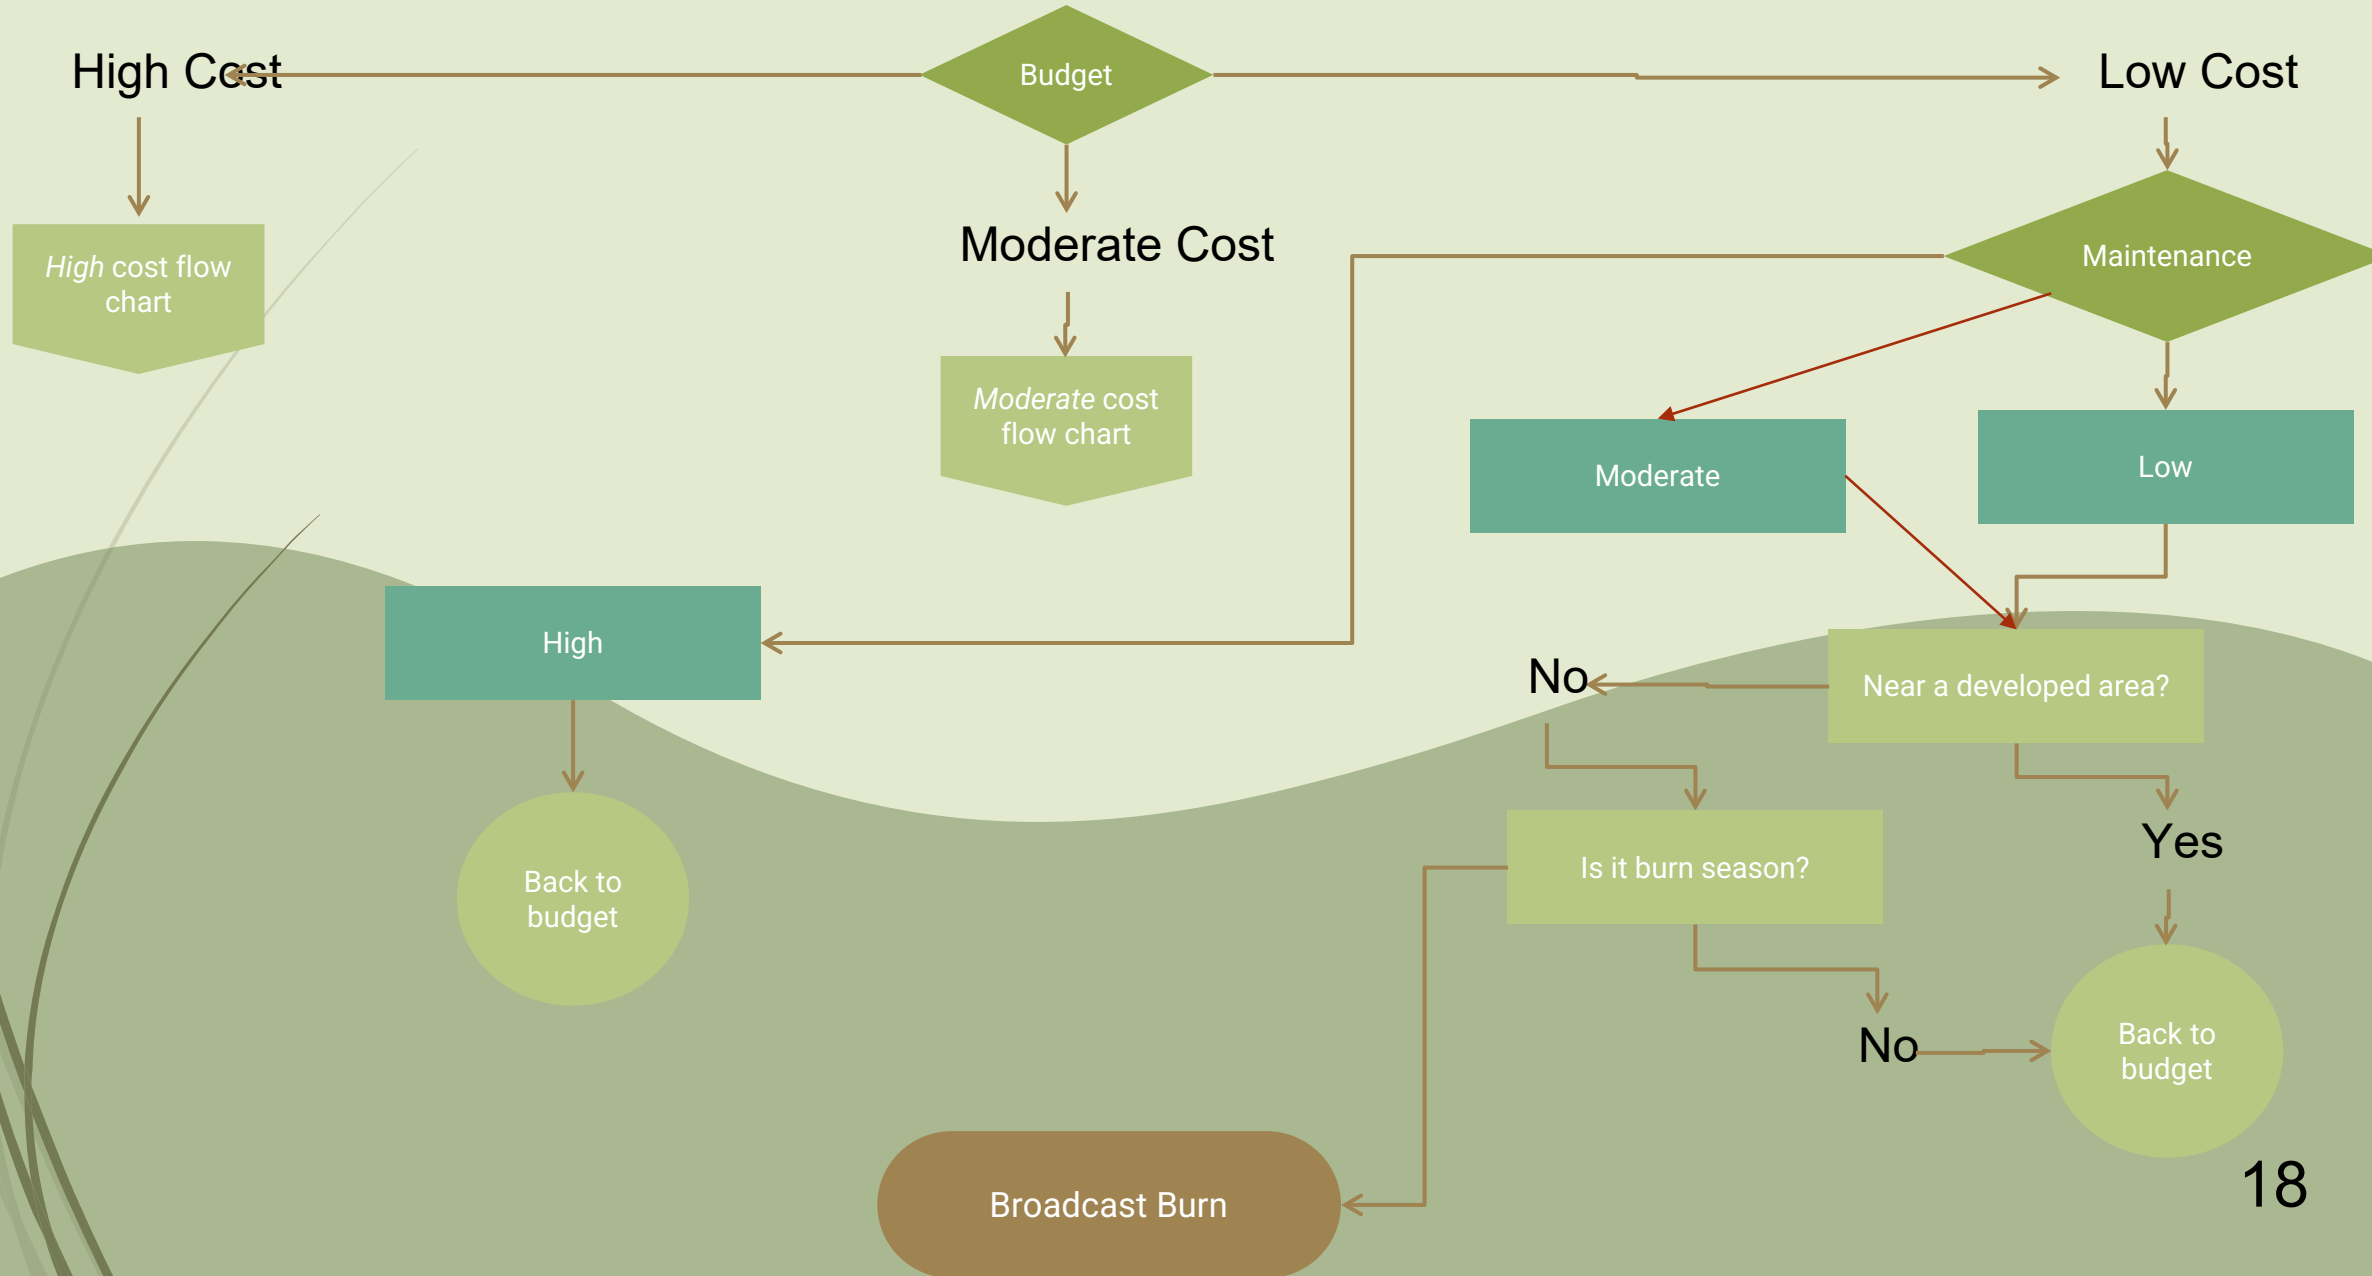 High Cost
Budget
Low Cost
High cost flow
chart
Moderate Cost
Maintenance
Moderate cost
flow chart
Moderate
Low
High
No
Near a developed area?
Back to
budget
Is it burn season?
Yes
No
Back to
budget
Broadcast Burn
18